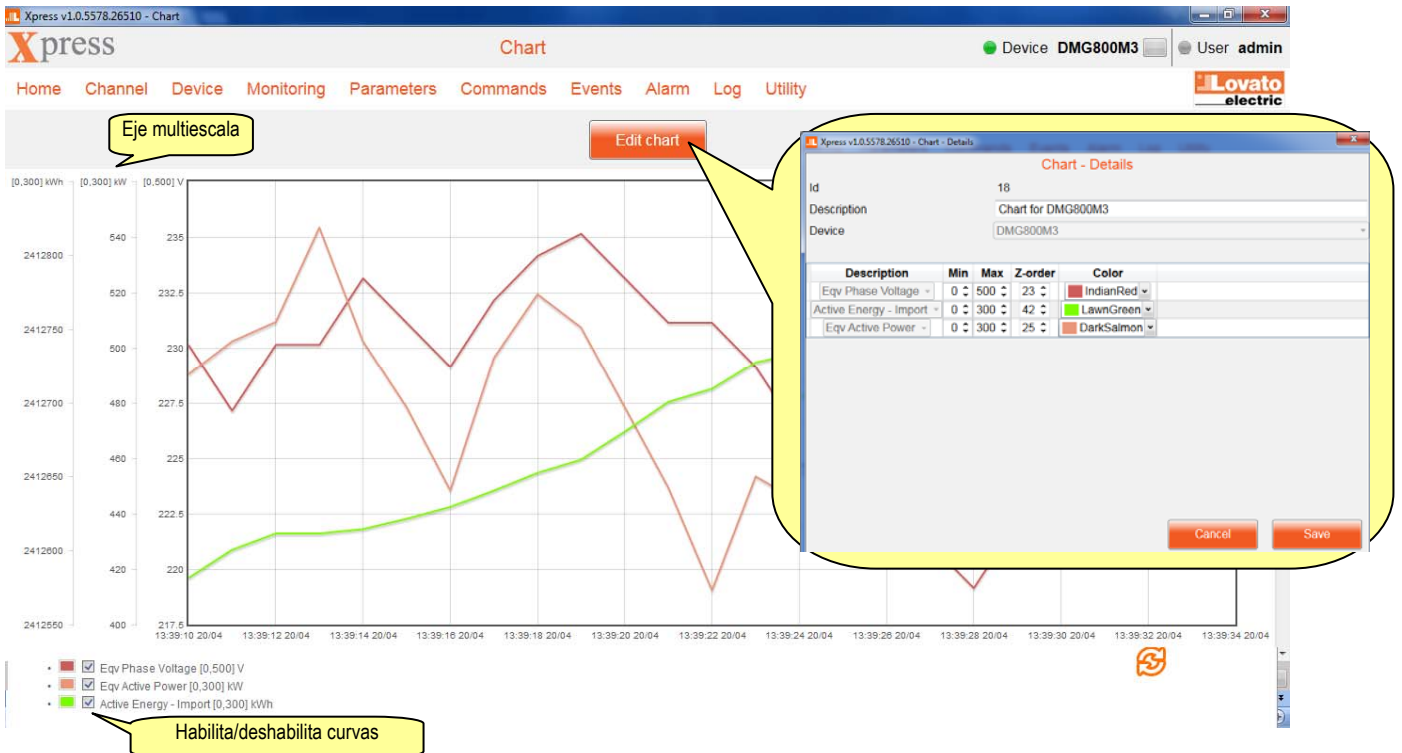 Xpress v1.0.5578.26510 - Chart
Xpress
Chart
Device DMG800M3
User admin
Home Channel Device Monitoring Parameters Commands Events Alarm Log Utility
Lovato
electric
Eje multiescala
Edit chart
[0,300] kWh [0,300] kW [0,500] V
540 235
2412800
520 232.5
2412750
500 230
2412700 480 227.5
460 225
2412650
440 222.5
2412600
420 220
2412550 400 217.5
13:39:10 20/04 13:39:12 20/04 13:39:14 20/04 13:39:16 20/04 13:39:18 20/04 13:39:20 20/04 13:39:22 20/04 13:39:24 20/04 13:39:26 20/04 13:39:28 20/04 13:39:30 20/04 13:39:32 20/04 13:39:34 20/04
Eqv Phase Voltage [0,500] V
Eqv Active Power [0,300] kW
Active Energy - Import [0,300] kWh
Habilita/deshabilita curvas
Xpress v1.0.5578.26510 - Chart - Details
Chart - Details
Id 18
Description Chart for DMG800M3
Device DMG800M3
Description Min Max Z-order Color
Eqv Phase Voltage 0 500 23 IndianRed
Active Energy - Import 0 300 42 LawnGreen
Eqv Active Power 0 300 25 DarkSalmon
Cancel Save